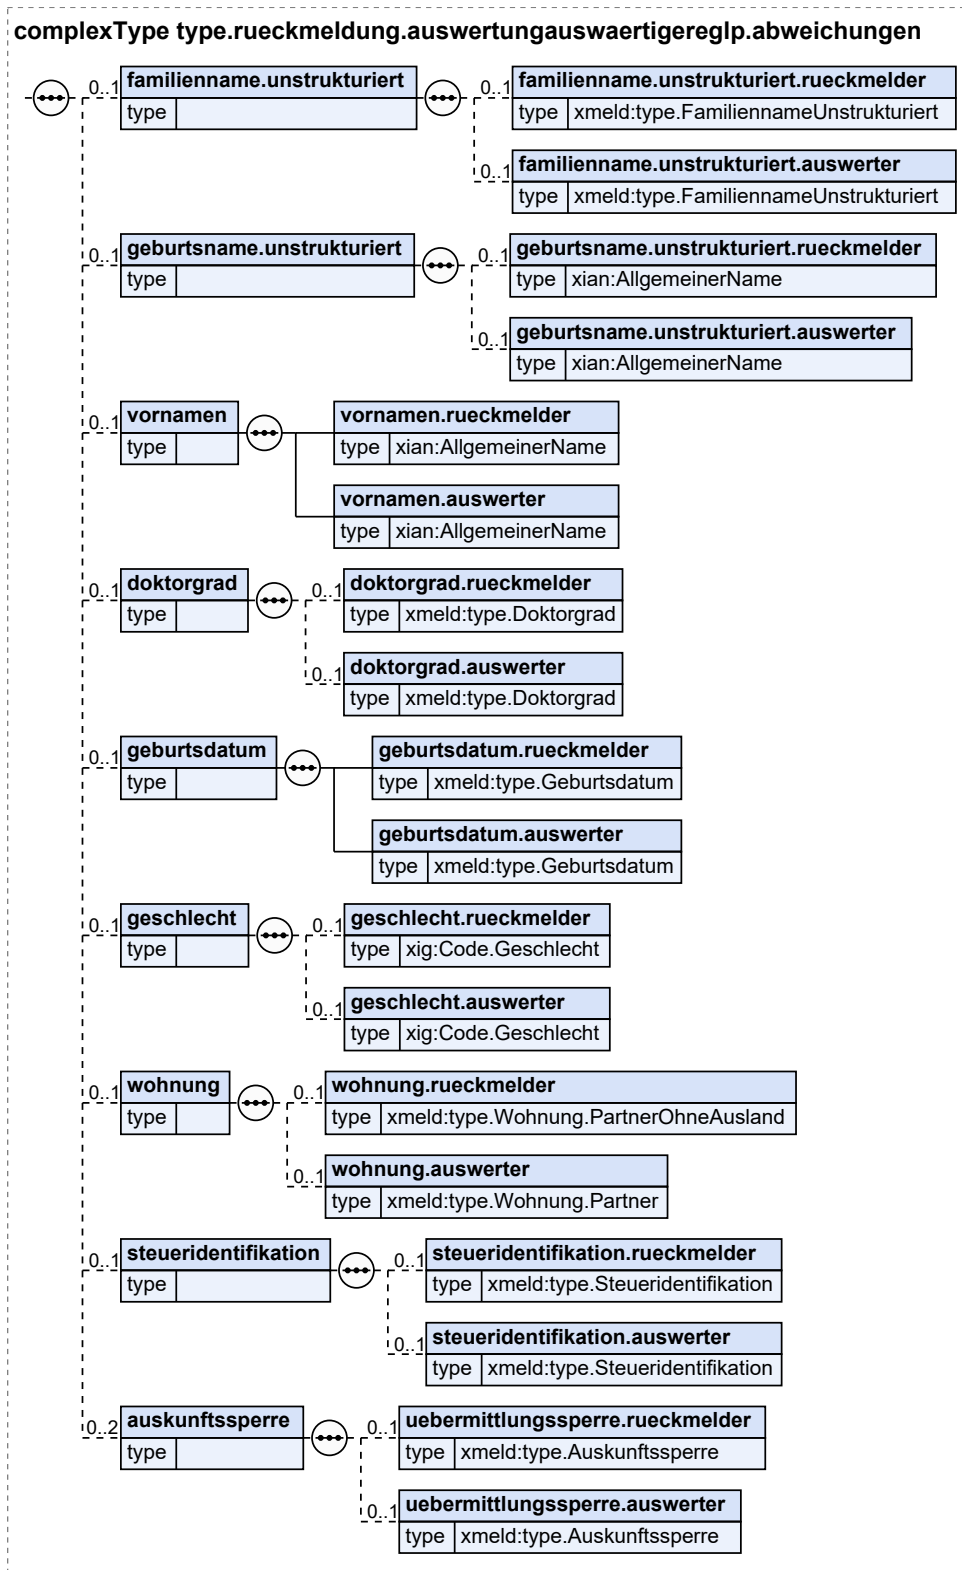 complexType type.rueckmeldung.auswertungauswaertigereglp.abweichungen
0..1 familienname.unstrukturiert
type
0..1 familienname.unstrukturiert.rueckmelder
type xmeld:type.FamiliennameUnstrukturiert
0..1 familienname.unstrukturiert.auswerter
type xmeld:type.FamiliennameUnstrukturiert
0..1 geburtsname.unstrukturiert
type
0..1 geburtsname.unstrukturiert.rueckmelder
type xian:AllgemeinerName
0..1 geburtsname.unstrukturiert.auswerter
type xian:AllgemeinerName
0..1 vornamen
type
vornamen.rueckmelder
type xian:AllgemeinerName
vornamen.auswerter
type xian:AllgemeinerName
0..1 doktorgrad
type
0..1 doktorgrad.rueckmelder
type xmeld:type.Doktorgrad
0..1 doktorgrad.auswerter
type xmeld:type.Doktorgrad
0..1 geburtsdatum
type
geburtsdatum.rueckmelder
type xmeld:type.Geburtsdatum
geburtsdatum.auswerter
type xmeld:type.Geburtsdatum
0..1 geschlecht
type
0..1 geschlecht.rueckmelder
type xig:Code.Geschlecht
0..1 geschlecht.auswerter
type xig:Code.Geschlecht
0..1 wohnung
type
0..1 wohnung.rueckmelder
type xmeld:type.Wohnung.PartnerOhneAusland
0..1 wohnung.auswerter
type xmeld:type.Wohnung.Partner
0..1 steueridentifikation
type
0..1 steueridentifikation.rueckmelder
type xmeld:type.Steueridentifikation
0..1 steueridentifikation.auswerter
type xmeld:type.Steueridentifikation
0..2 auskunftssperre
type
0..1 uebermittlungssperre.rueckmelder
type xmeld:type.Auskunftssperre
0..1 uebermittlungssperre.auswerter
type xmeld:type.Auskunftssperre